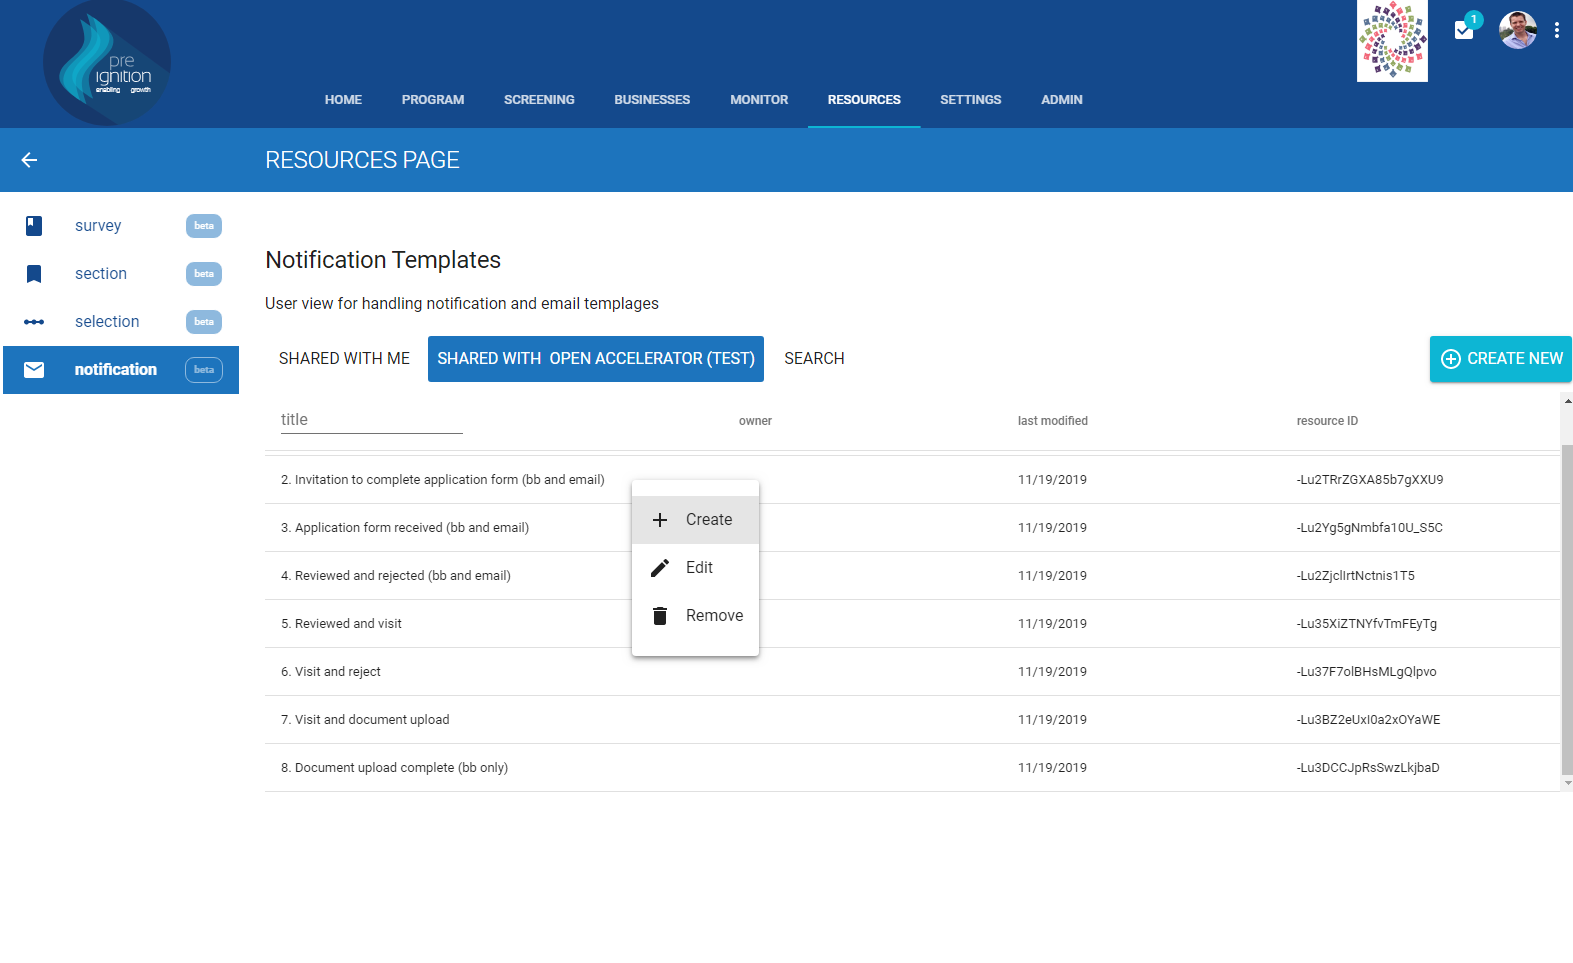 pre
ignition
enabling growth
1
HOME PROGRAM SCREENING BUSINESSES MONITOR RESOURCES SETTINGS ADMIN
RESOURCES PAGE
survey beta
section beta
selection beta
notification beta
Notification Templates
User view for handling notification and email templages
SHARED WITH ME SHARED WITH OPEN ACCELERATOR (TEST) SEARCH CREATE NEW
title owner last modified resource ID
2. Invitation to complete application form (bb and email) 11/19/2019 -Lu2TRrZGXA85b7gXXU9
3. Application form received (bb and email) 11/19/2019 -Lu2Yg5gNmbfa10U_S5C
4. Reviewed and rejected (bb and email) 11/19/2019 -Lu2ZjclIrtNctnis1T5
5. Reviewed and visit 11/19/2019 -Lu35XiZTNYfvTmFEyTg
6. Visit and reject 11/19/2019 -Lu37F7olBHsMLgQlpvo
7. Visit and document upload 11/19/2019 -Lu3BZ2eUxI0a2xOYaWE
8. Document upload complete (bb only) 11/19/2019 -Lu3DCCJpRsSwzLkjbaD
Create
Edit
Remove